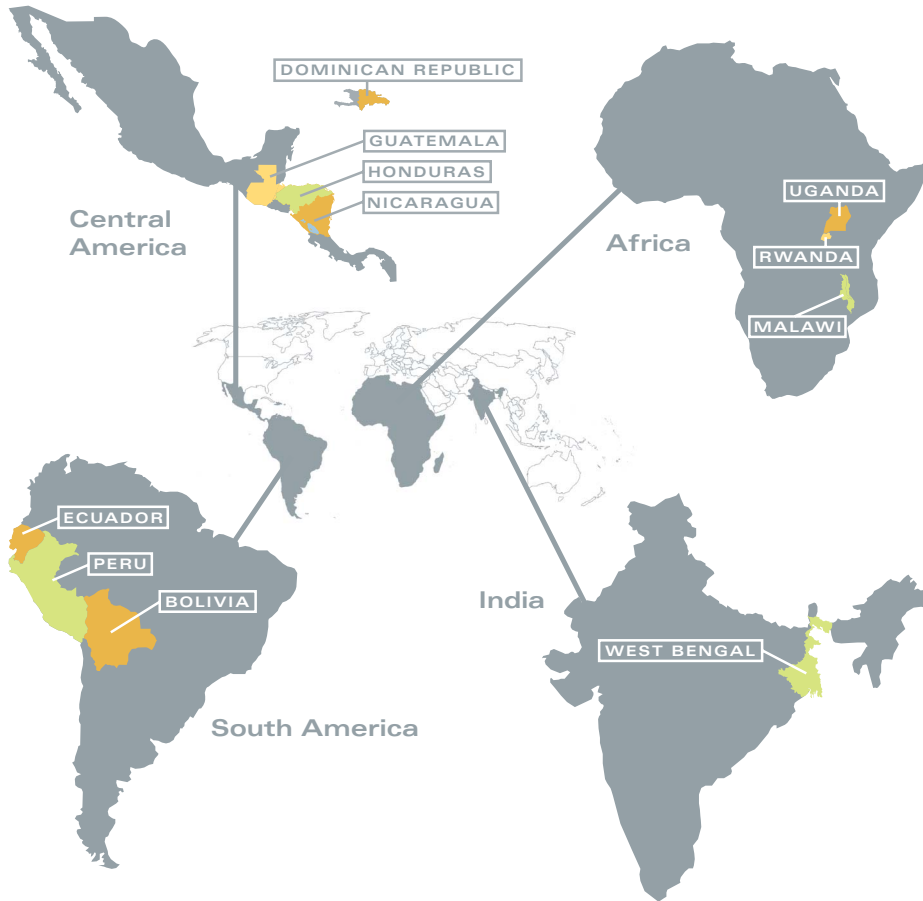 DOMINICAN REPUBLIC
GUATEMALA
HONDURAS
NICARAGUA
Central
America
UGANDA
Africa
RWANDA
MALAWI
ECUADOR
PERU
BOLIVIA
South America
India
WEST BENGAL